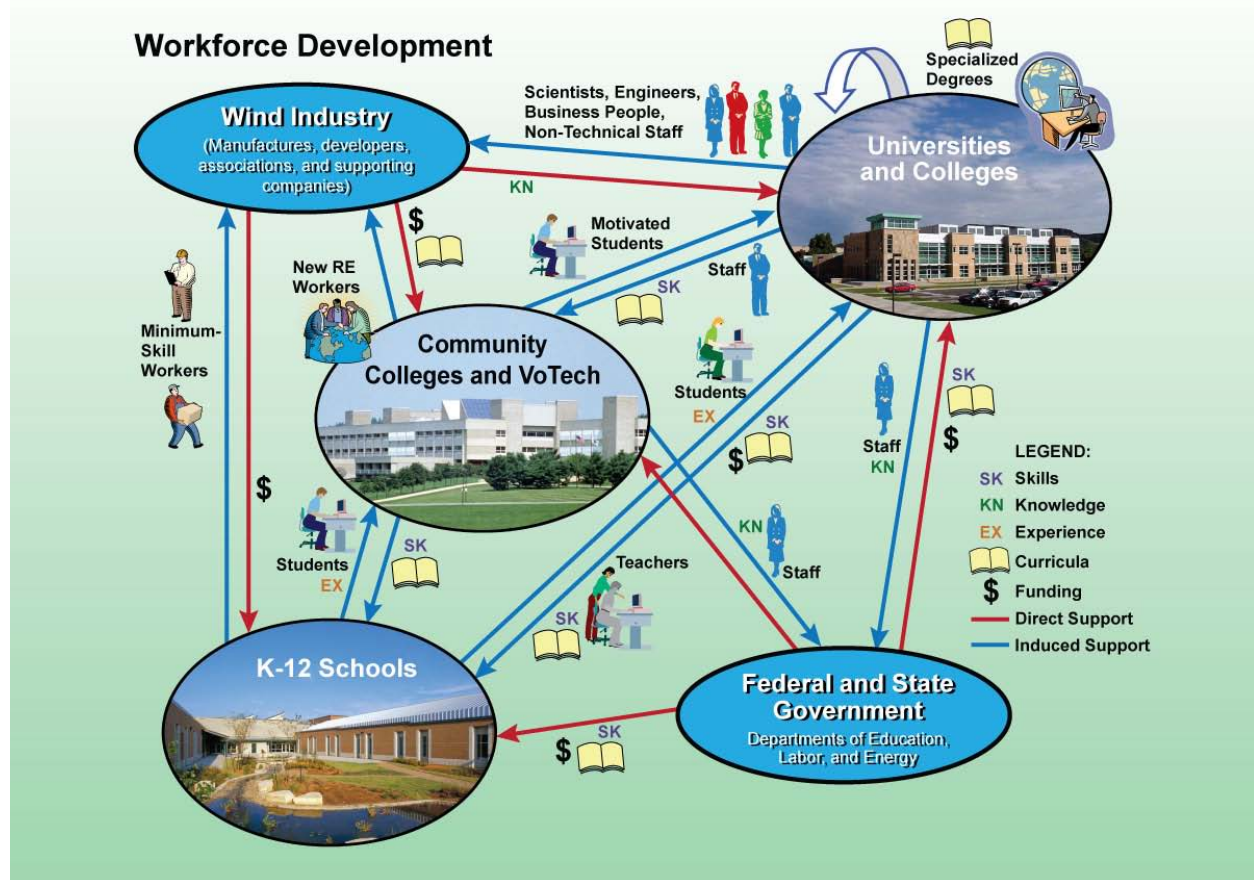 Workforce Development
Wind Industry
(Manufactures, developers,
associations, and supporting
companies)
Scientists, Engineers,
Business People,
Non-Technical Staff
Specialized
Degrees
Universities
and Colleges
KN
$
Motivated
Students
Staff
SK
New RE
Workers
Minimum-
Skill
Workers
Community
Colleges and VoTech
Students
EX
SK
$
SK
$
Staff
KN
$
Students
EX
SK
KN
Staff
Teachers
SK
LEGEND:
SK Skills
KN Knowledge
EX Experience
Curricula
$ Funding
Direct Support
Induced Support
K-12 Schools
Federal and State
Government
Departments of Education,
Labor, and Energy
SK
$